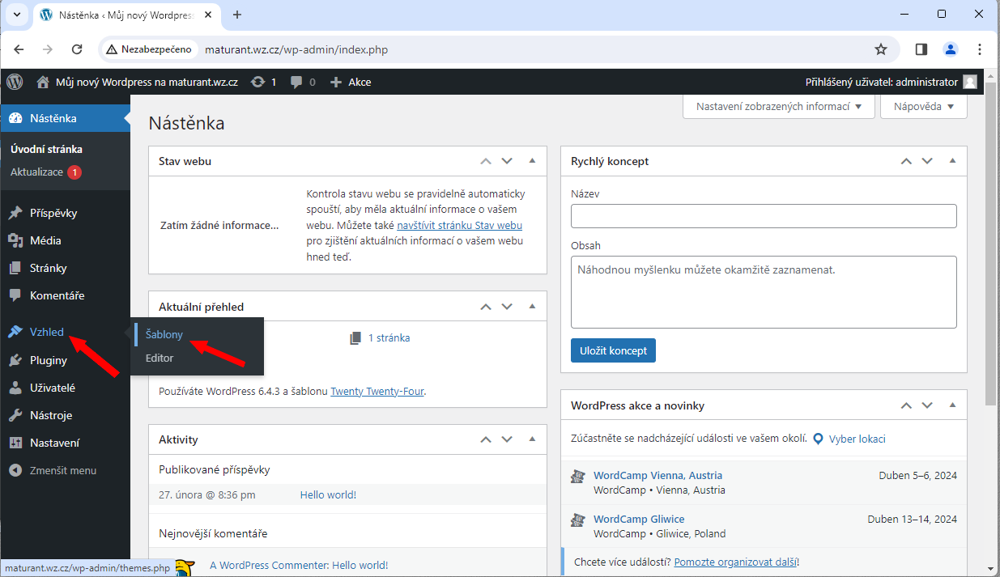 Nástěnka ‹ Můj nový Wordpress
Nezabezpečeno
maturant.wz.cz/wp-admin/index.php
Můj nový Wordpress na maturant.wz.cz
1
0
Akce
Přihlášený uživatel: administrator
Nástěnka
Úvodní stránka
Aktualizace 1
Příspěvky
Média
Stránky
Komentáře
Vzhled
Šablony
Editor
Pluginy
Uživatelé
Nástroje
Nastavení
Zmenšit menu
Nastavení zobrazených informací
Nápověda
Nástěnka
Stav webu
Zatím žádné informace...
Kontrola stavu webu se pravidelně automaticky
spouští, aby měla aktuální informace o vašem
webu. Můžete také navštívit stránku Stav webu
pro zjištění aktuálních informací o vašem webu
hned teď.
Aktuální přehled
1 stránka
Používáte WordPress 6.4.3 a šablonu Twenty Twenty-Four.
Aktivity
Publikované příspěvky
27. února @ 8:36 pm
Hello world!
Nejnovější komentáře
A WordPress Commenter: Hello world!
Rychlý koncept
Název
Obsah
Náhodnou myšlenku můžete okamžitě zaznamenat.
Uložit koncept
WordPress akce a novinky
Zúčastněte se nadcházející události ve vašem okolí.
Vyber lokaci
WordCamp Vienna, Austria
Duben 5–6, 2024
WordCamp • Vienna, Austria
WordCamp Gliwice
Duben 13–14, 2024
WordCamp • Gliwice, Poland
Chcete více událostí? Pomozte organizovat další!
maturant.wz.cz/wp-admin/themes.php